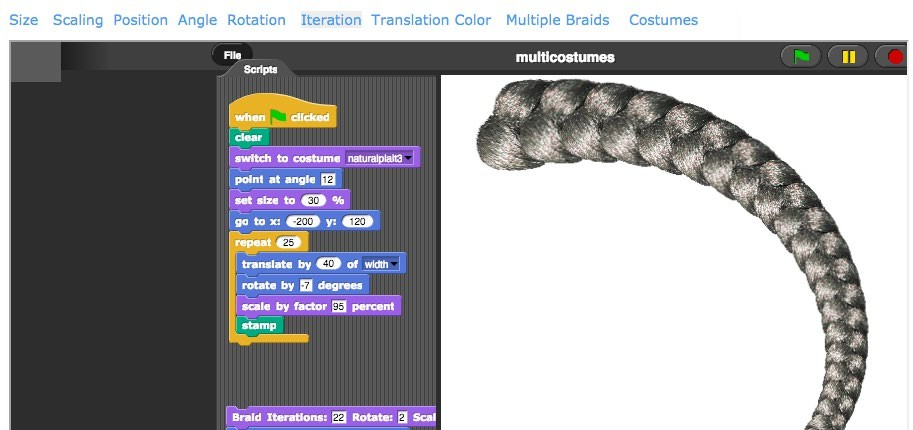 Size Scaling Position Angle Rotation Iteration Translation Color Multiple Braids Costumes
File multicostumes
Scripts
when clicked
clear
switch to costume naturalplait3
point at angle 12
set size to 30 %
go to x: -200 y: 120
repeat 25
translate by 40 of width
rotate by -7 degrees
scale by factor 95 percent
stamp
Braid Iterations: 22 Rotate: 2 Scal